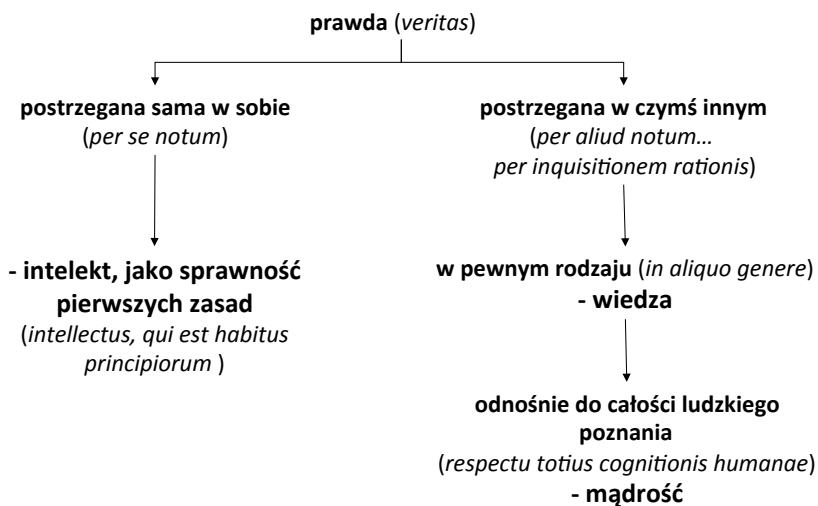 prawda (veritas)
postrzegana sama w sobie
(per se notum)
postrzegana w czymś innym
(per aliud notum...
per inquisitionem rationis)
- intelekt, jako sprawność
pierwszych zasad
(intellectus, qui est habitus
principiorum )
w pewnym rodzaju (in aliquo genere)
- wiedza
odnośnie do całości ludzkiego
poznania
(respectu totius cognitionis humanae)
- mądrość